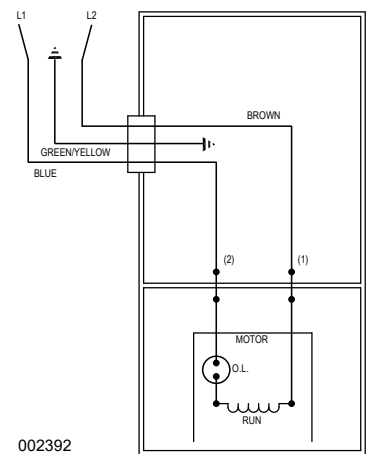 L1
L2
BROWN
GREEN/YELLOW
BLUE
(2)
(1)
MOTOR
O.L.
RUN
002392